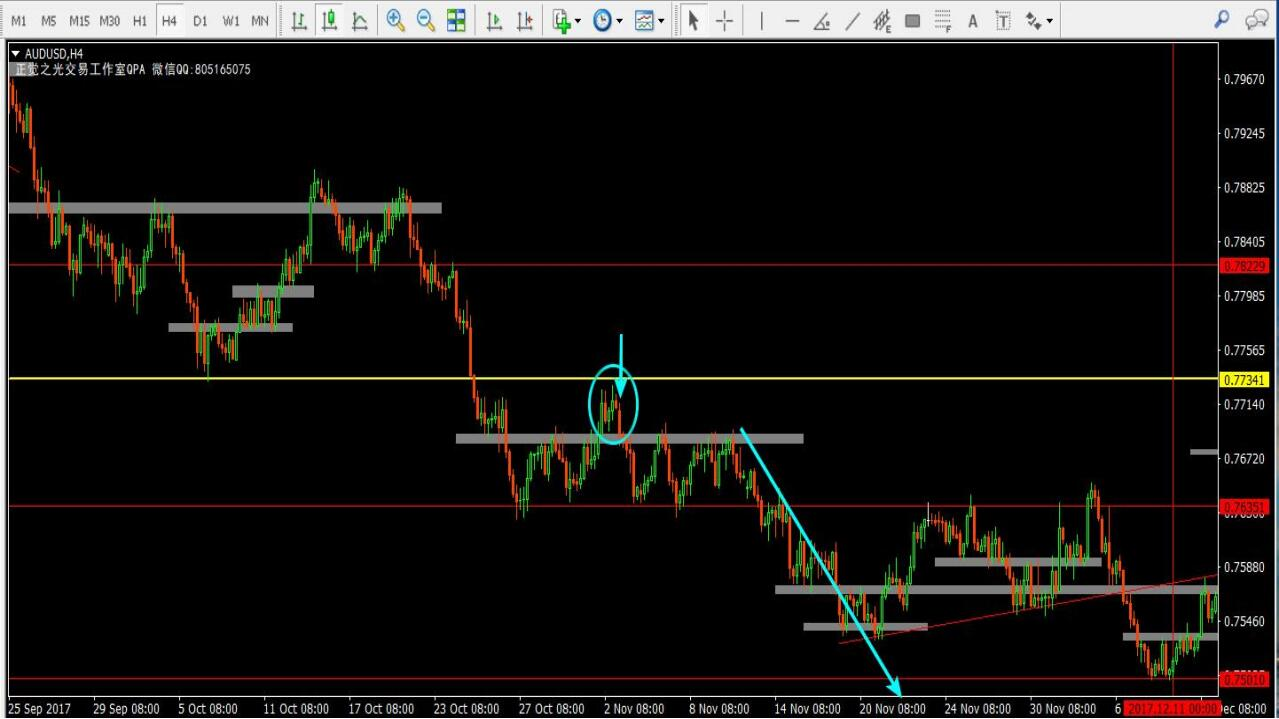 M1 M5 M15 M30 H1 H4 D1 W1 MN
E F A T
AUDUSD,H4
正觉之光交易工作室QPA 微信QQ:805165075
0.79670
0.79245
0.78825
0.78405
0.78229
0.77985
0.77565
0.77341
0.77140
0.76720
0.76351
0.75880
0.75460
0.75010
25 Sep 2017 29 Sep 08:00 5 Oct 08:00 11 Oct 08:00 17 Oct 08:00 23 Oct 08:00 27 Oct 08:00 2 Nov 08:00 8 Nov 08:00 14 Nov 08:00 20 Nov 08:00 24 Nov 08:00 30 Nov 08:00 6 2017.12.11 00:00 Dec 08:00